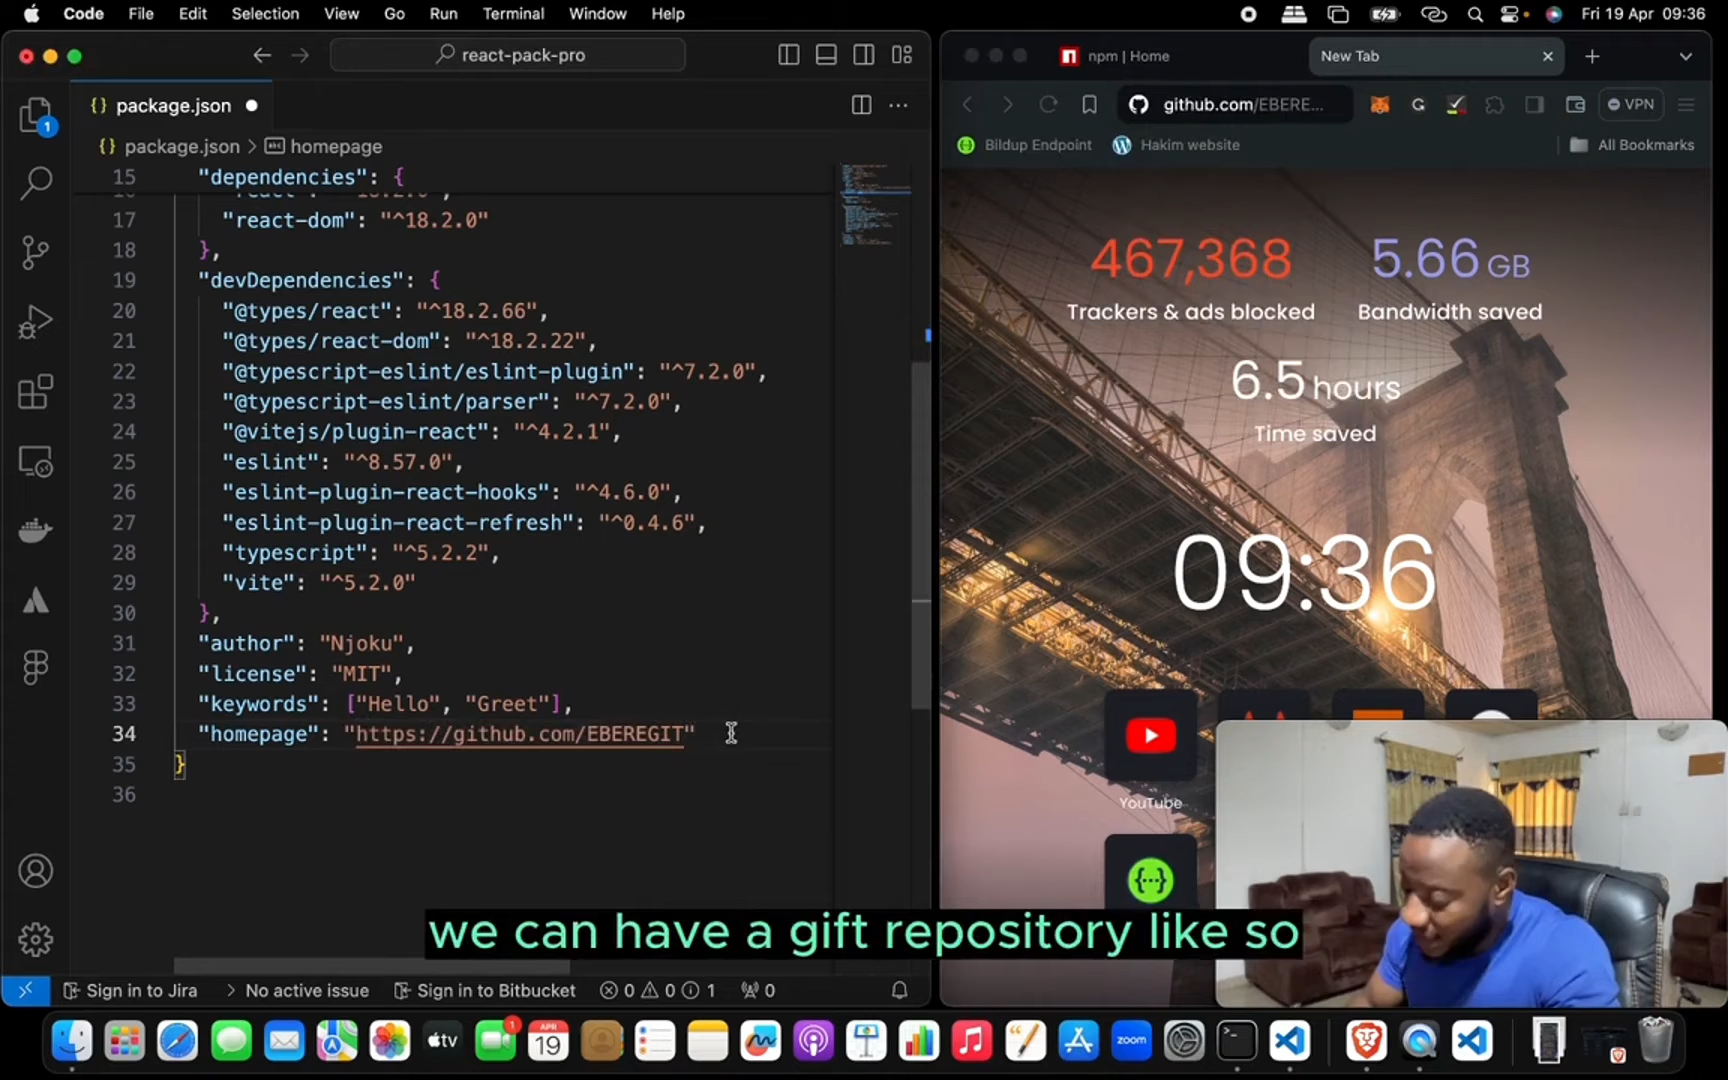 Code File Edit Selection View Go Run Terminal Window Help Fri 19 Apr 09:36
react-pack-pro
package.json
package.json > homepage
15 "dependencies": {
17 "react-dom": "^18.2.0"
18 },
19 "devDependencies": {
20 "@types/react": "^18.2.66",
21 "@types/react-dom": "^18.2.22",
22 "@typescript-eslint/eslint-plugin": "^7.2.0",
23 "@typescript-eslint/parser": "^7.2.0",
24 "@vitejs/plugin-react": "^4.2.1",
25 "eslint": "^8.57.0",
26 "eslint-plugin-react-hooks": "^4.6.0",
27 "eslint-plugin-react-refresh": "^0.4.6",
28 "typescript": "^5.2.2",
29 "vite": "^5.2.0"
30 },
31 "author": "Njoku",
32 "license": "MIT",
33 "keywords": ["Hello", "Greet"],
34 "homepage": "https://github.com/EBEREGIT"
35 }
36
1
Sign in to Jira > No active issue Sign in to Bitbucket 0 0 1 0
npm | Home New Tab
github.com/EBERE... VPN
Bildup Endpoint Hakim website All Bookmarks
467,368 5.66 GB
Trackers & ads blocked Bandwidth saved
6.5 hours
Time saved
09:36
YouTube
{...}
we can have a gift repository like so
tv 1 APR 19 zoom